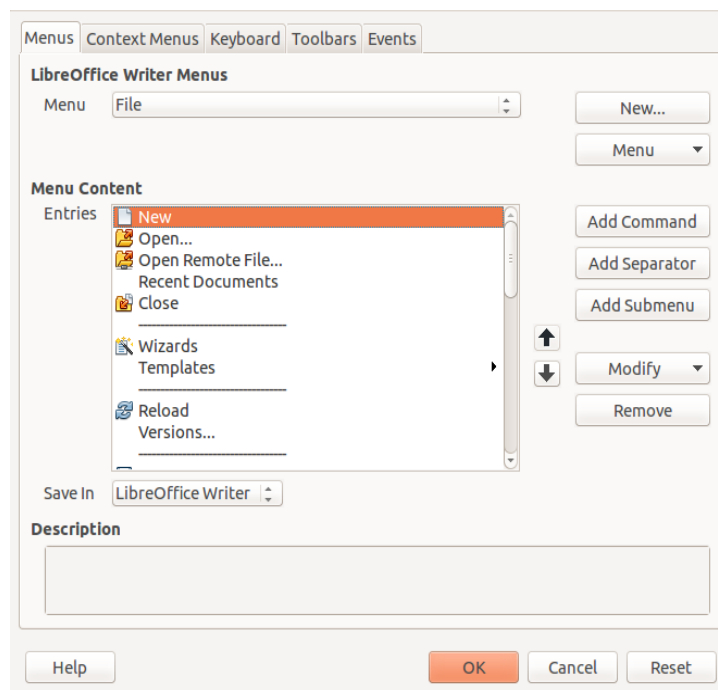 Menus Context Menus Keyboard Toolbars Events
LibreOffice Writer Menus
Menu File New...
Menu
Menu Content
Entries New Add Command
Open...
Open Remote File... Add Separator
Recent Documents
Close Add Submenu
Wizards
Templates Modify
Reload Remove
Versions...
Save In LibreOffice Writer
Description
Help OK Cancel Reset